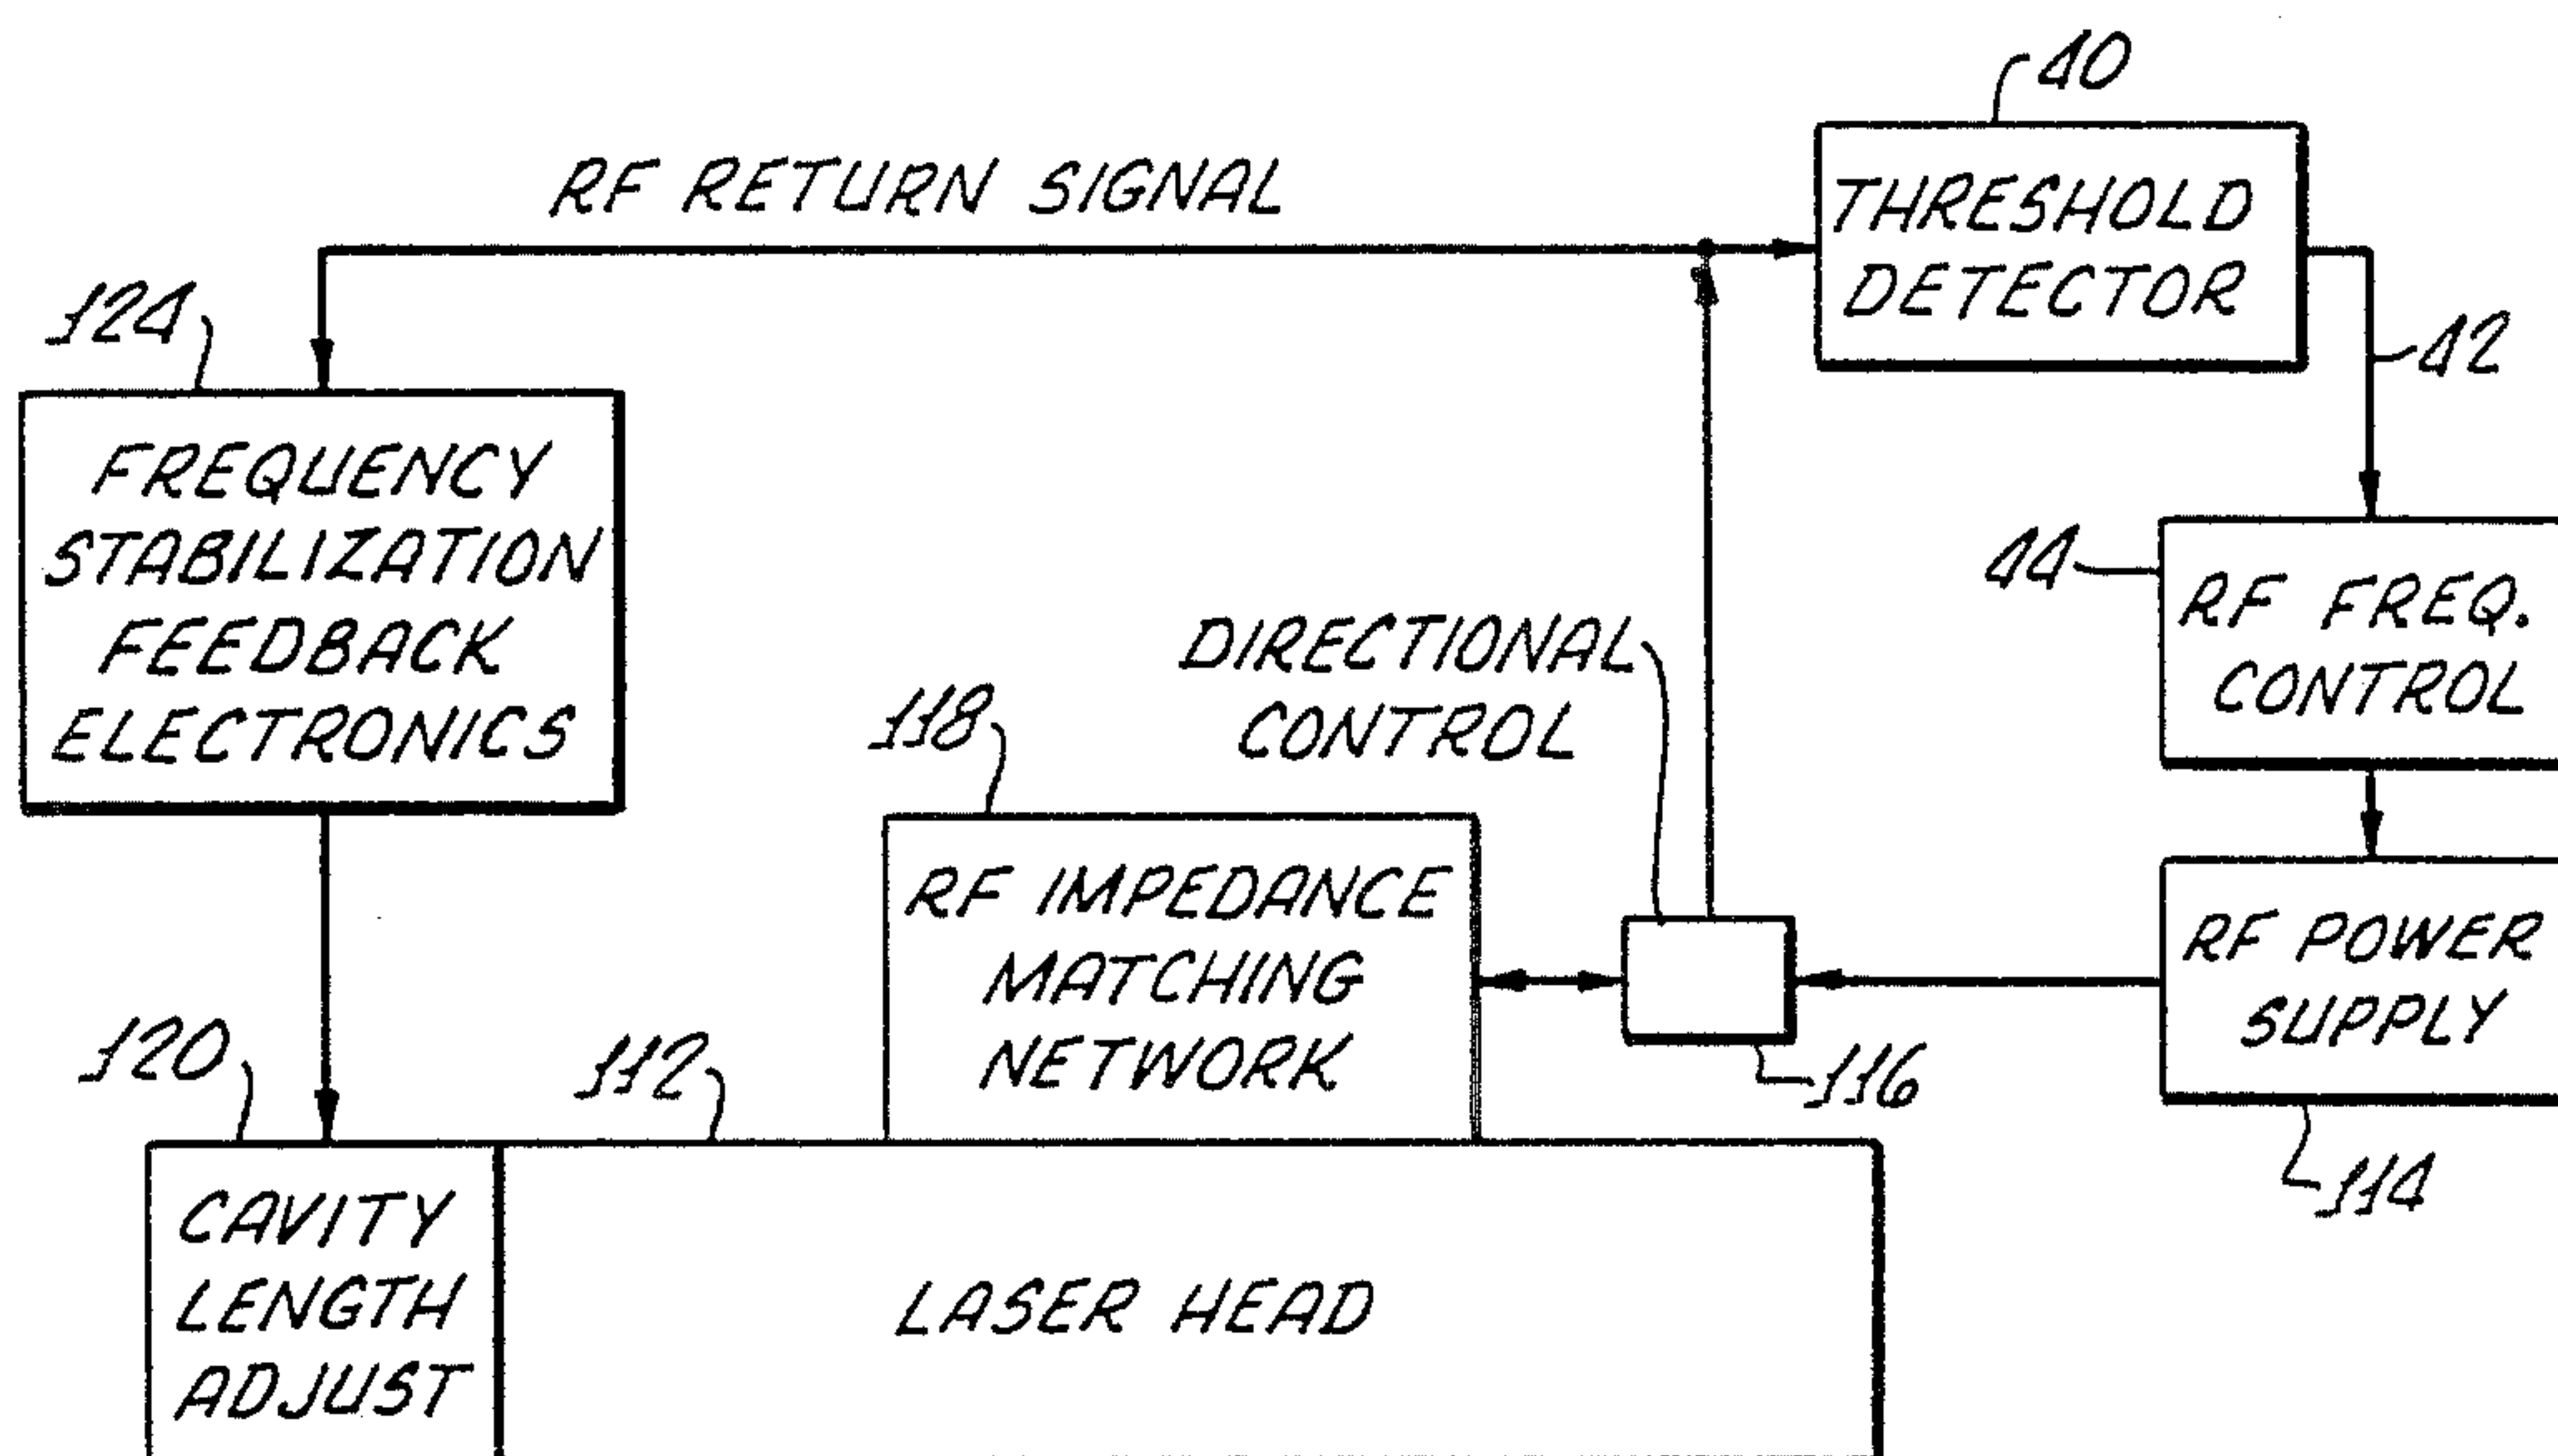 40
RF RETURN SIGNAL
THRESHOLD
DETECTOR
124
42
FREQUENCY
STABILIZATION
FEEDBACK
ELECTRONICS
44
RF FREQ.
CONTROL
DIRECTIONAL
CONTROL
118
RF IMPEDANCE
MATCHING
NETWORK
RF POWER
SUPPLY
116
120
112
114
CAVITY
LENGTH
ADJUST
LASER HEAD